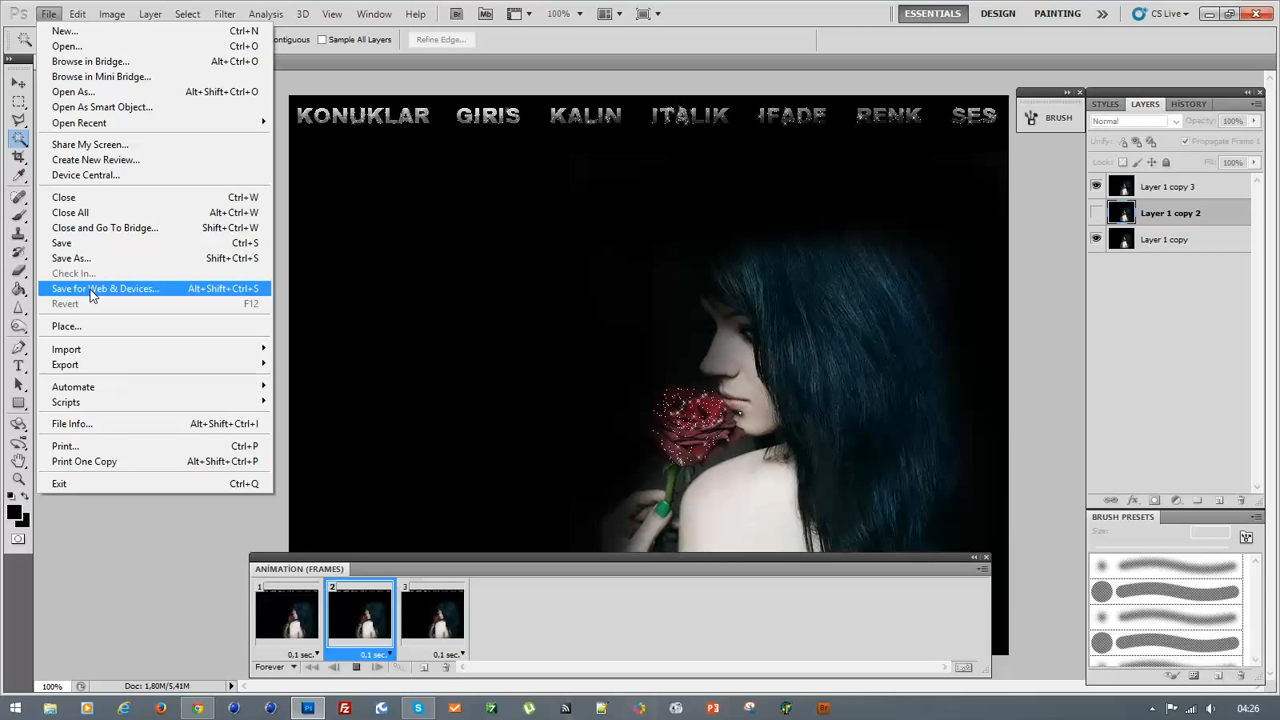 Ps File Edit Image Layer Select Filter Analysis 3D View Window Help Br Mb 100% ESSENTIALS DESIGN PAINTING CS Live
Contiguous Sample All Layers Refine Edge...
New... Ctrl+N
Open... Ctrl+O
Browse in Bridge... Alt+Ctrl+O
Browse in Mini Bridge...
Open As... Alt+Shift+Ctrl+O
Open As Smart Object...
Open Recent
Share My Screen...
Create New Review...
Device Central...
Close Ctrl+W
Close All Alt+Ctrl+W
Close and Go To Bridge... Shift+Ctrl+W
Save Ctrl+S
Save As... Shift+Ctrl+S
Check In...
Save for Web & Devices... Alt+Shift+Ctrl+S
Revert F12
Place...
Import
Export
Automate
Scripts
File Info... Alt+Shift+Ctrl+I
Print... Ctrl+P
Print One Copy Alt+Shift+Ctrl+P
Exit Ctrl+Q
KONUKLAR GIRIS KALIN ITALIK IFADE RENK SES
BRUSH
STYLES LAYERS HISTORY
Normal Opacity: 100%
Unify: Propagate Frame 1
Lock: Fill: 100%
Layer 1 copy 3
Layer 1 copy 2
Layer 1 copy
BRUSH PRESETS
Size:
ANIMATION (FRAMES)
1 2 3
0,1 sec. 0,1 sec. 0,1 sec.
Forever
100% Doc: 1,80M/5,41M
04:26